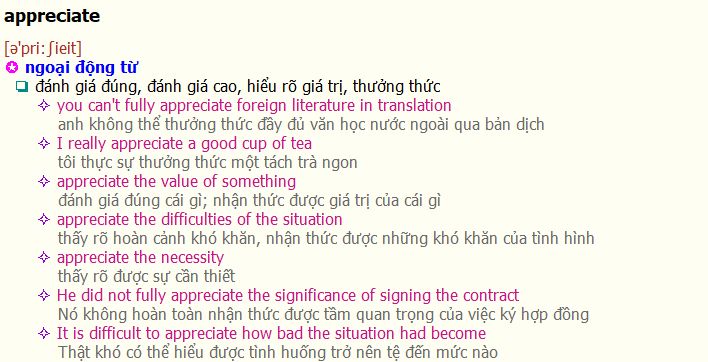 appreciate
[ə'pri:∫ieit]
ngoại động từ
đánh giá đúng, đánh giá cao, hiểu rõ giá trị, thưởng thức
you can't fully appreciate foreign literature in translation
anh không thể thưởng thức đầy đủ văn học nước ngoài qua bản dịch
I really appreciate a good cup of tea
tôi thực sự thưởng thức một tách trà ngon
appreciate the value of something
đánh giá đúng cái gì; nhận thức được giá trị của cái gì
appreciate the difficulties of the situation
thấy rõ hoàn cảnh khó khăn, nhận thức được những khó khăn của tình hình
appreciate the necessity
thấy rõ được sự cần thiết
He did not fully appreciate the significance of signing the contract
Nó không hoàn toàn nhận thức được tầm quan trọng của việc ký hợp đồng
It is difficult to appreciate how bad the situation had become
Thật khó có thể hiểu được tình huống trở nên tệ đến mức nào